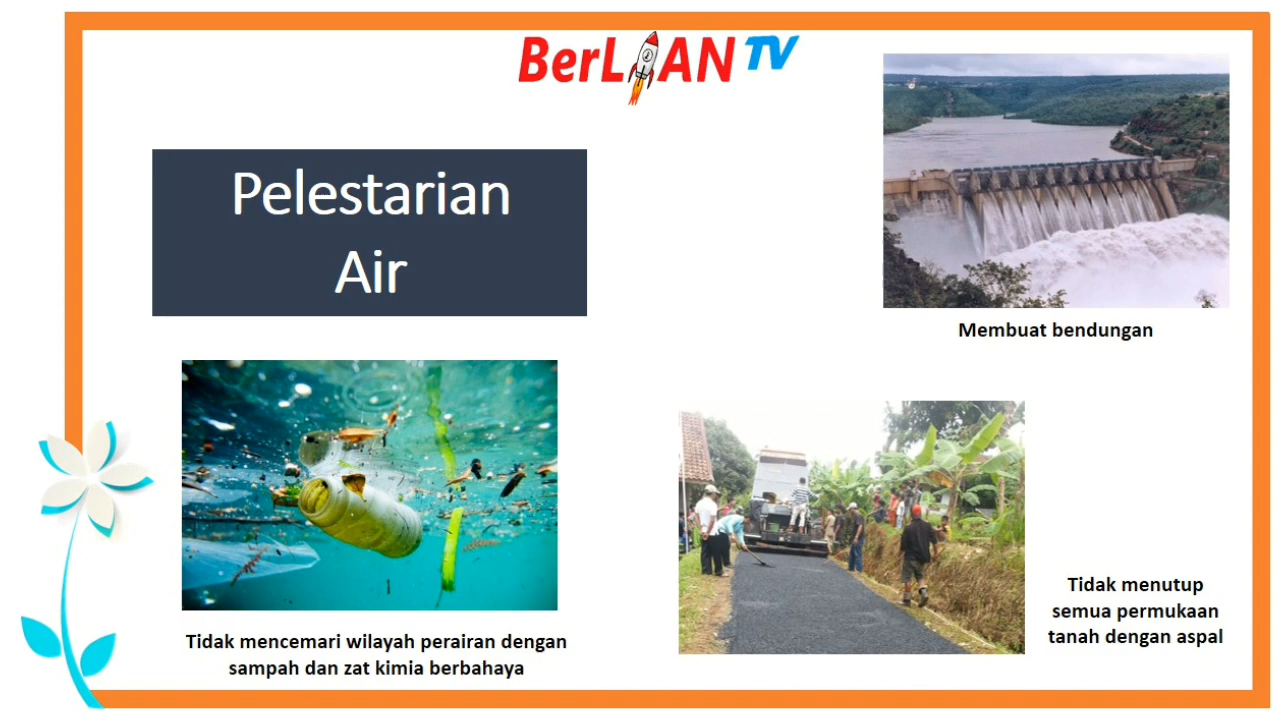 BerLIAN TV
Pelestarian
Air
Membuat bendungan
Tidak mencemari wilayah perairan dengan
sampah dan zat kimia berbahaya
Tidak menutup
semua permukaan
tanah dengan aspal